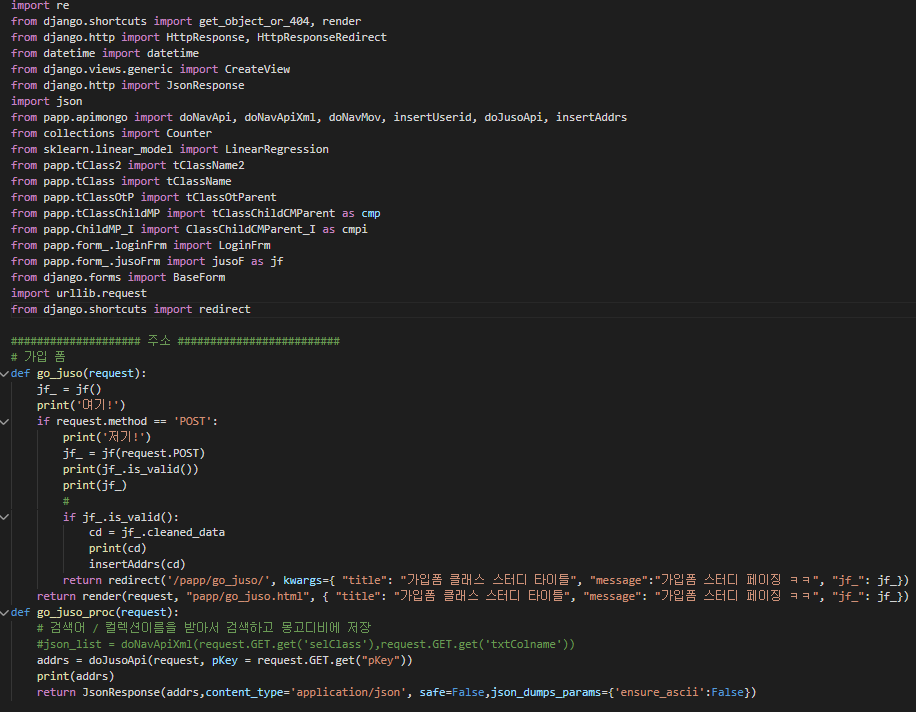 import re
from django.shortcuts import get_object_or_404, render
from django.http import HttpResponse, HttpResponseRedirect
from datetime import datetime
from django.views.generic import CreateView
from django.http import JsonResponse
import json
from papp.apimongo import doNavApi, doNavApiXml, doNavMov, insertUserid, doJusoApi, insertAddrs
from collections import Counter
from sklearn.linear_model import LinearRegression
from papp.tClass2 import tClassName2
from papp.tClass import tClassName
from papp.tClassOtP import tClassOtParent
from papp.tClassChildMP import tClassChildCMParent as cmp
from papp.ChildMP_I import ClassChildCMParent_I as cmpi
from papp.form_.loginFrm import LoginFrm
from papp.form_.jusoFrm import jusoF as jf
from django.forms import BaseForm
import urllib.request
from django.shortcuts import redirect
#################### 주소 #########################
# 가입 폼
def go_juso(request):
    jf_ = jf()
    print('여기!')
    if request.method == 'POST':
        print('저기!')
        jf_ = jf(request.POST)
        print(jf_.is_valid())
        print(jf_)
        #
        if jf_.is_valid():
            cd = jf_.cleaned_data
            print(cd)
            insertAddrs(cd)
        return redirect('/papp/go_juso/', kwargs={ "title": "가입폼 클래스 스터디 타이틀", "message":"가입폼 스터디 페이징 ㅋㅋ", "jf_": jf_})
    return render(request, "papp/go_juso.html", { "title": "가입폼 클래스 스터디 타이틀", "message": "가입폼 스터디 페이징 ㅋㅋ", "jf_": jf_})
def go_juso_proc(request):
    # 검색어 / 컬렉션이름을 받아서 검색하고 몽고디비에 저장
    #json_list = doNavApiXml(request.GET.get('selClass'),request.GET.get('txtColname'))
    addrs = doJusoApi(request, pKey = request.GET.get("pKey"))
    print(addrs)
    return JsonResponse(addrs,content_type='application/json', safe=False,json_dumps_params={'ensure_ascii':False})